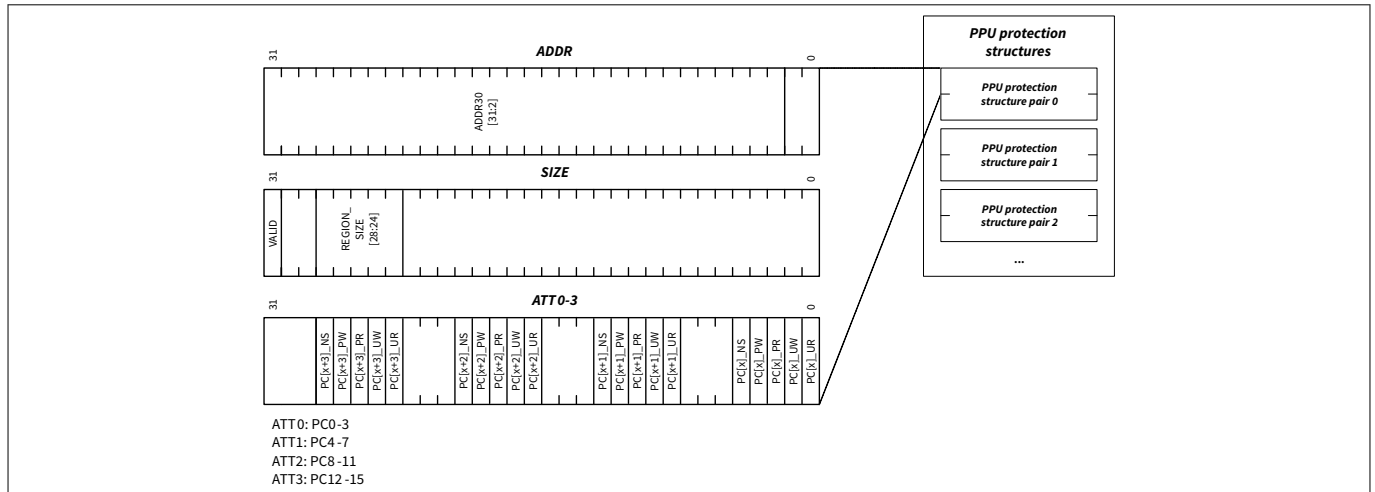 ADDR
31
0
ADDR30
[31:2]
SIZE
31
0
VALID
REGION_
SIZE
[28:24]
ATT0-3
31
0
PC[x+3]_NS
PC[x+3]_PW
PC[x+3]_PR
PC[x+3]_UW
PC[x+3]_UR
PC[x+2]_NS
PC[x+2]_PW
PC[x+2]_PR
PC[x+2]_UW
PC[x+2]_UR
PC[x+1]_NS
PC[x+1]_PW
PC[x+1]_PR
PC[x+1]_UW
PC[x+1]_UR
PC[x]_NS
PC[x]_PW
PC[x]_PR
PC[x]_UW
PC[x]_UR
ATT0: PC0-3
ATT1: PC4-7
ATT2: PC8-11
ATT3: PC12-15
PPU protection
structures
PPU protection
structure pair 0
PPU protection
structure pair 1
PPU protection
structure pair 2
...